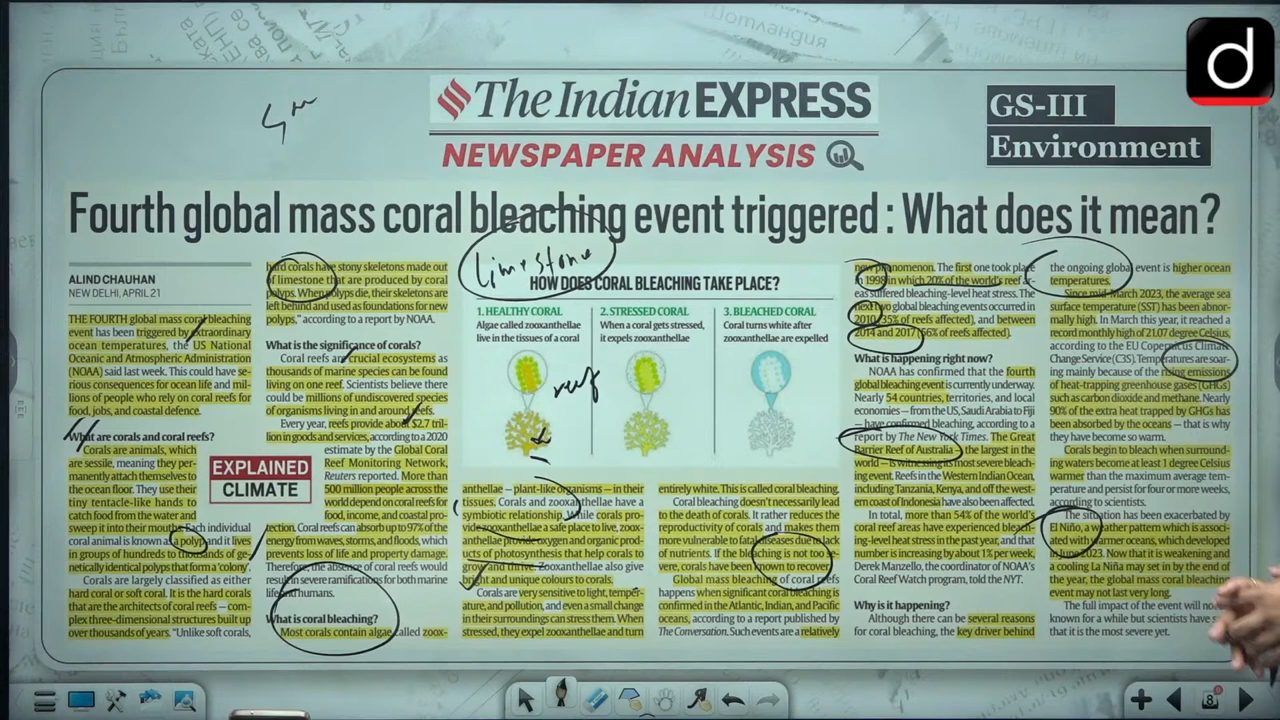 d
The Indian EXPRESS
NEWSPAPER ANALYSIS
GS-III
Environment
Fourth global mass coral bleaching event triggered : What does it mean?
ALIND CHAUHAN
NEW DELHI, APRIL 21
THE FOURTH global mass coral bleaching
event has been triggered by extraordinary
ocean temperatures, the US National
Oceanic and Atmospheric Administration
(NOAA) said last week. This could have se-
rious consequences for ocean life and mil-
lions of people who rely on coral reefs for
food, jobs, and coastal defence.
What are corals and coral reefs?
Corals are animals, which
are sessile, meaning they per-
manently attach themselves to
the ocean floor. They use their
tiny tentacle-like hands to
catch food from the water and
sweep it into their mouths. Each individual
coral animal is known as a polyp and it lives
in groups of hundreds to thousands of ge-
netically identical polyps that form a 'colony'.
Corals are largely classified as either
hard coral or soft coral. It is the hard corals
that are the architects of coral reefs — com-
plex three-dimensional structures built up
over thousands of years. "Unlike soft corals,
hard corals have stony skeletons made out
of limestone that are produced by coral
polyps. When polyps die, their skeletons are
left behind and used as foundations for new
polyps," according to a report by NOAA.
What is the significance of corals?
Coral reefs are crucial ecosystems as
thousands of marine species can be found
living on one reef. Scientists believe there
could be millions of undiscovered species
of organisms living in and around reefs.
Every year, reefs provide about $2.7 tril-
lion in goods and services, according to a 2020
estimate by the Global Coral
Reef Monitoring Network,
Reuters reported. More than
500 million people across the
world depend on coral reefs for
food, income, and coastal pro-
tection. Coral reefs can absorb up to 97% of the
energy from waves, storms, and floods, which
prevents loss of life and property damage.
Therefore, the absence of coral reefs would
result in severe ramifications for both marine
life and humans.
What is coral bleaching?
Most corals contain algae called zoox-
EXPLAINED
CLIMATE
limestone
HOW DOES CORAL BLEACHING TAKE PLACE?
1. HEALTHY CORAL
Algae called zooxanthellae
live in the tissues of a coral
2. STRESSED CORAL
When a coral gets stressed,
it expels zooxanthellae
3. BLEACHED CORAL
Coral turns white after
zooxanthellae are expelled
reef
anthellae — plant-like organisms — in their
tissues. Corals and zooxanthellae have a
symbiotic relationship. While corals pro-
vide zooxanthellae a safe place to live, zoox-
anthellae provide oxygen and organic prod-
ucts of photosynthesis that help corals to
grow and thrive. Zooxanthellae also give
bright and unique colours to corals.
Corals are very sensitive to light, temper-
ature, and pollution, and even a small change
in their surroundings can stress them. When
stressed, they expel zooxanthellae and turn
entirely white. This is called coral bleaching.
Coral bleaching doesn't necessarily lead
to the death of corals. It rather reduces the
reproductivity of corals and makes them
more vulnerable to fatal diseases due to lack
of nutrients. If the bleaching is not too se-
vere, corals have been known to recover.
Global mass bleaching of coral reefs
happens when significant coral bleaching is
confirmed in the Atlantic, Indian, and Pacific
oceans, according to a report published by
The Conversation. Such events are a relatively
new phenomenon. The first one took place
in 1998 in which 20% of the world's reef ar-
eas suffered bleaching-level heat stress. The
next two global bleaching events occurred in
2010 (35% of reefs affected), and between
2014 and 2017 (56% of reefs affected).
What is happening right now?
NOAA has confirmed that the fourth
global bleaching event is currently underway.
Nearly 54 countries, territories, and local
economies — from the US, Saudi Arabia to Fiji
— have confirmed bleaching, according to a
report by The New York Times. The Great
Barrier Reef of Australia — the largest in the
world — is witnessing its most severe bleach-
ing event. Reefs in the Western Indian Ocean,
including Tanzania, Kenya, and off the west-
ern coast of Indonesia have also been affected.
In total, more than 54% of the world's
coral reef areas have experienced bleach-
ing-level heat stress in the past year, and that
number is increasing by about 1% per week,
Derek Manzello, the coordinator of NOAA's
Coral Reef Watch program, told the NYT.
Why is it happening?
Although there can be several reasons
for coral bleaching, the key driver behind
the ongoing global event is higher ocean
temperatures.
Since mid-March 2023, the average sea
surface temperature (SST) has been abnor-
mally high. In March this year, it reached a
record monthly high of 21.07 degree Celsius,
according to the EU Copernicus Climate
Change Service (C3S). Temperatures are soar-
ing mainly because of the rising emissions
of heat-trapping greenhouse gases (GHGs)
such as carbon dioxide and methane. Nearly
90% of the extra heat trapped by GHGs has
been absorbed by the oceans — that is why
they have become so warm.
Corals begin to bleach when surround-
ing waters become at least 1 degree Celsius
warmer than the maximum average tem-
perature and persist for four or more weeks,
according to scientists.
The situation has been exacerbated by
El Niño, a weather pattern which is associ-
ated with warmer oceans, which developed
in June 2023. Now that it is weakening and
a cooling La Niña may set in by the end of
the year, the global mass coral bleaching
event may not last very long.
The full impact of the event will no
known for a while but scientists have s
that it is the most severe yet.
8